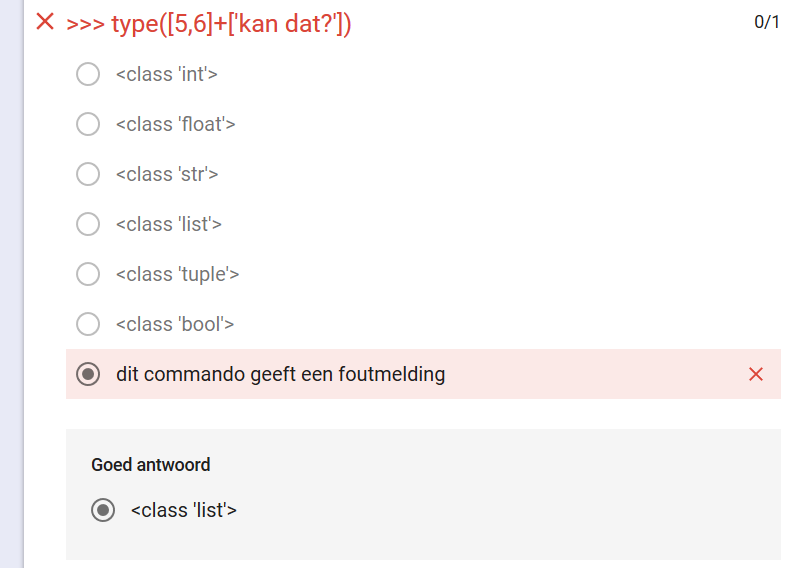 >>> type([5,6]+['kan dat?'])
0/1
<class 'int'>
<class 'float'>
<class 'str'>
<class 'list'>
<class 'tuple'>
<class 'bool'>
dit commando geeft een foutmelding
Goed antwoord
<class 'list'>